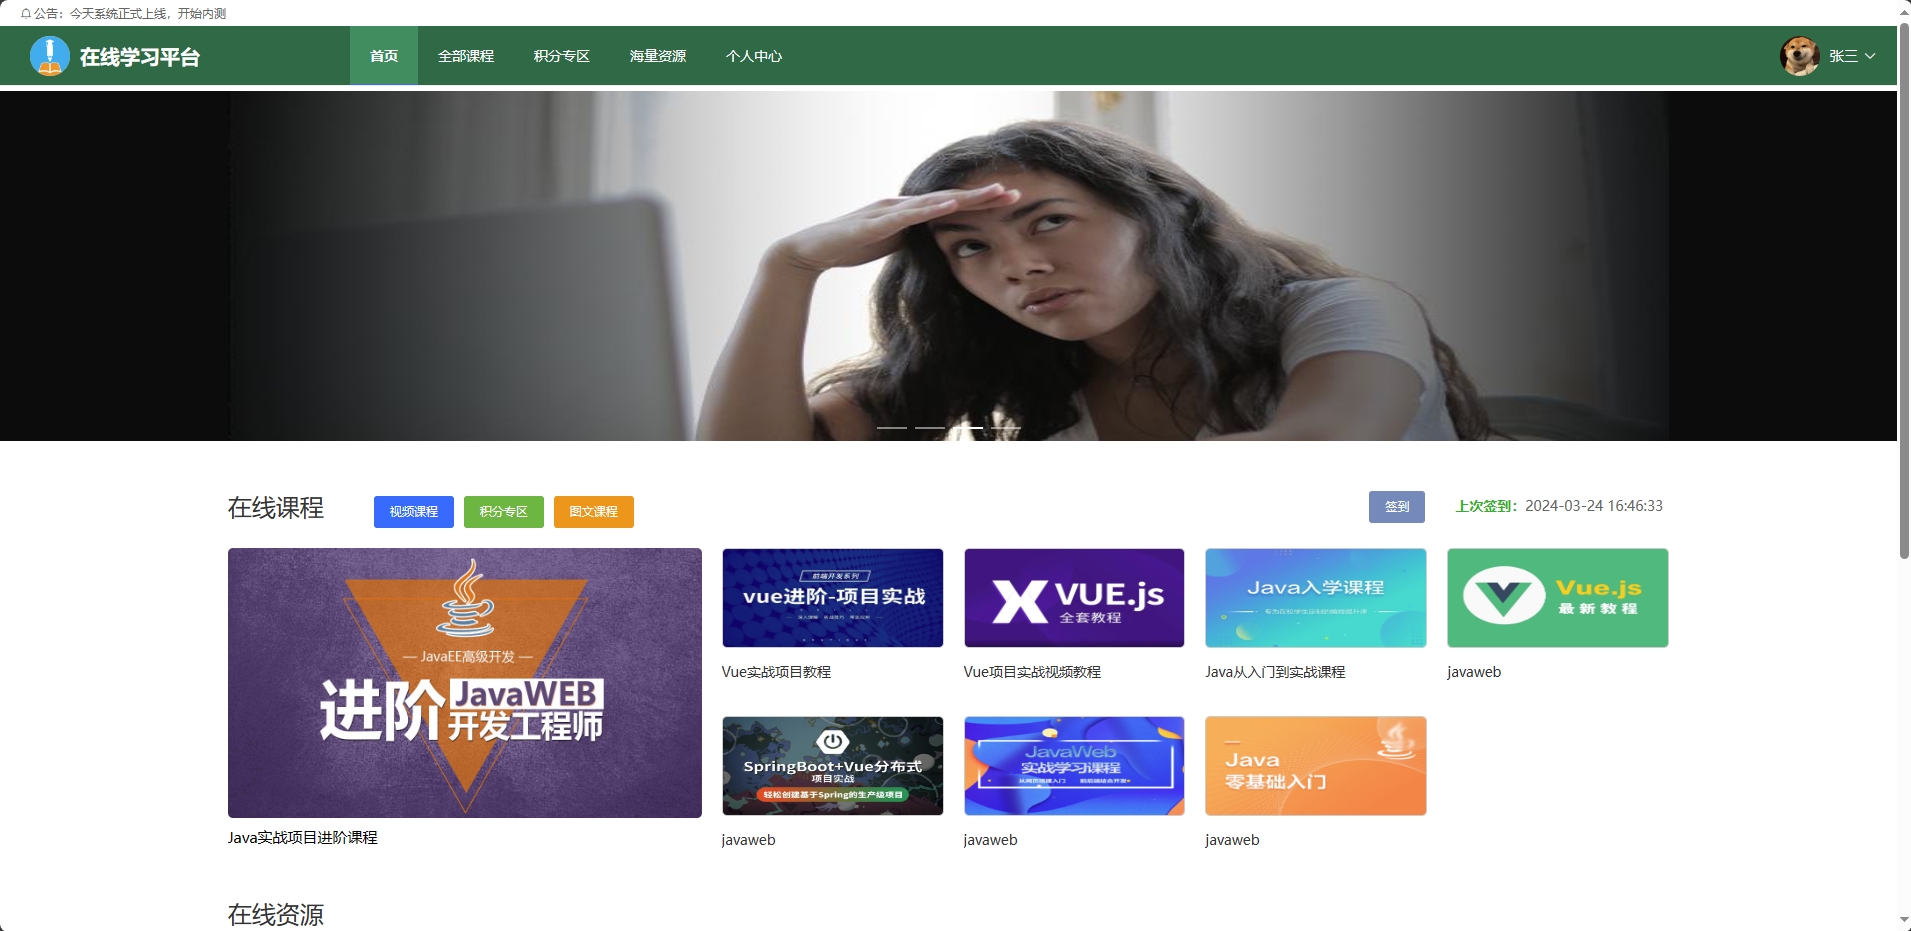 公告：今天系统正式上线，开始内测
在线学习平台
首页 全部课程 积分专区 海量资源 个人中心
张三
在线课程
视频课程 积分专区 图文课程
签到
上次签到：2024-03-24 16:46:33
JavaEE高级开发
进阶 JavaWEB
开发工程师
Java实战项目进阶课程
前端开发系列
vue进阶-项目实战
Vue实战项目教程
VUE.js
全套教程
Vue项目实战视频教程
Java入学课程
Java从入门到实战课程
Vue.js
最新教程
javaweb
SpringBoot+Vue分布式
项目实战
轻松创建基于Spring的生产级项目
javaweb
JavaWeb
实战学习课程
javaweb
Java
零基础入门
javaweb
在线资源